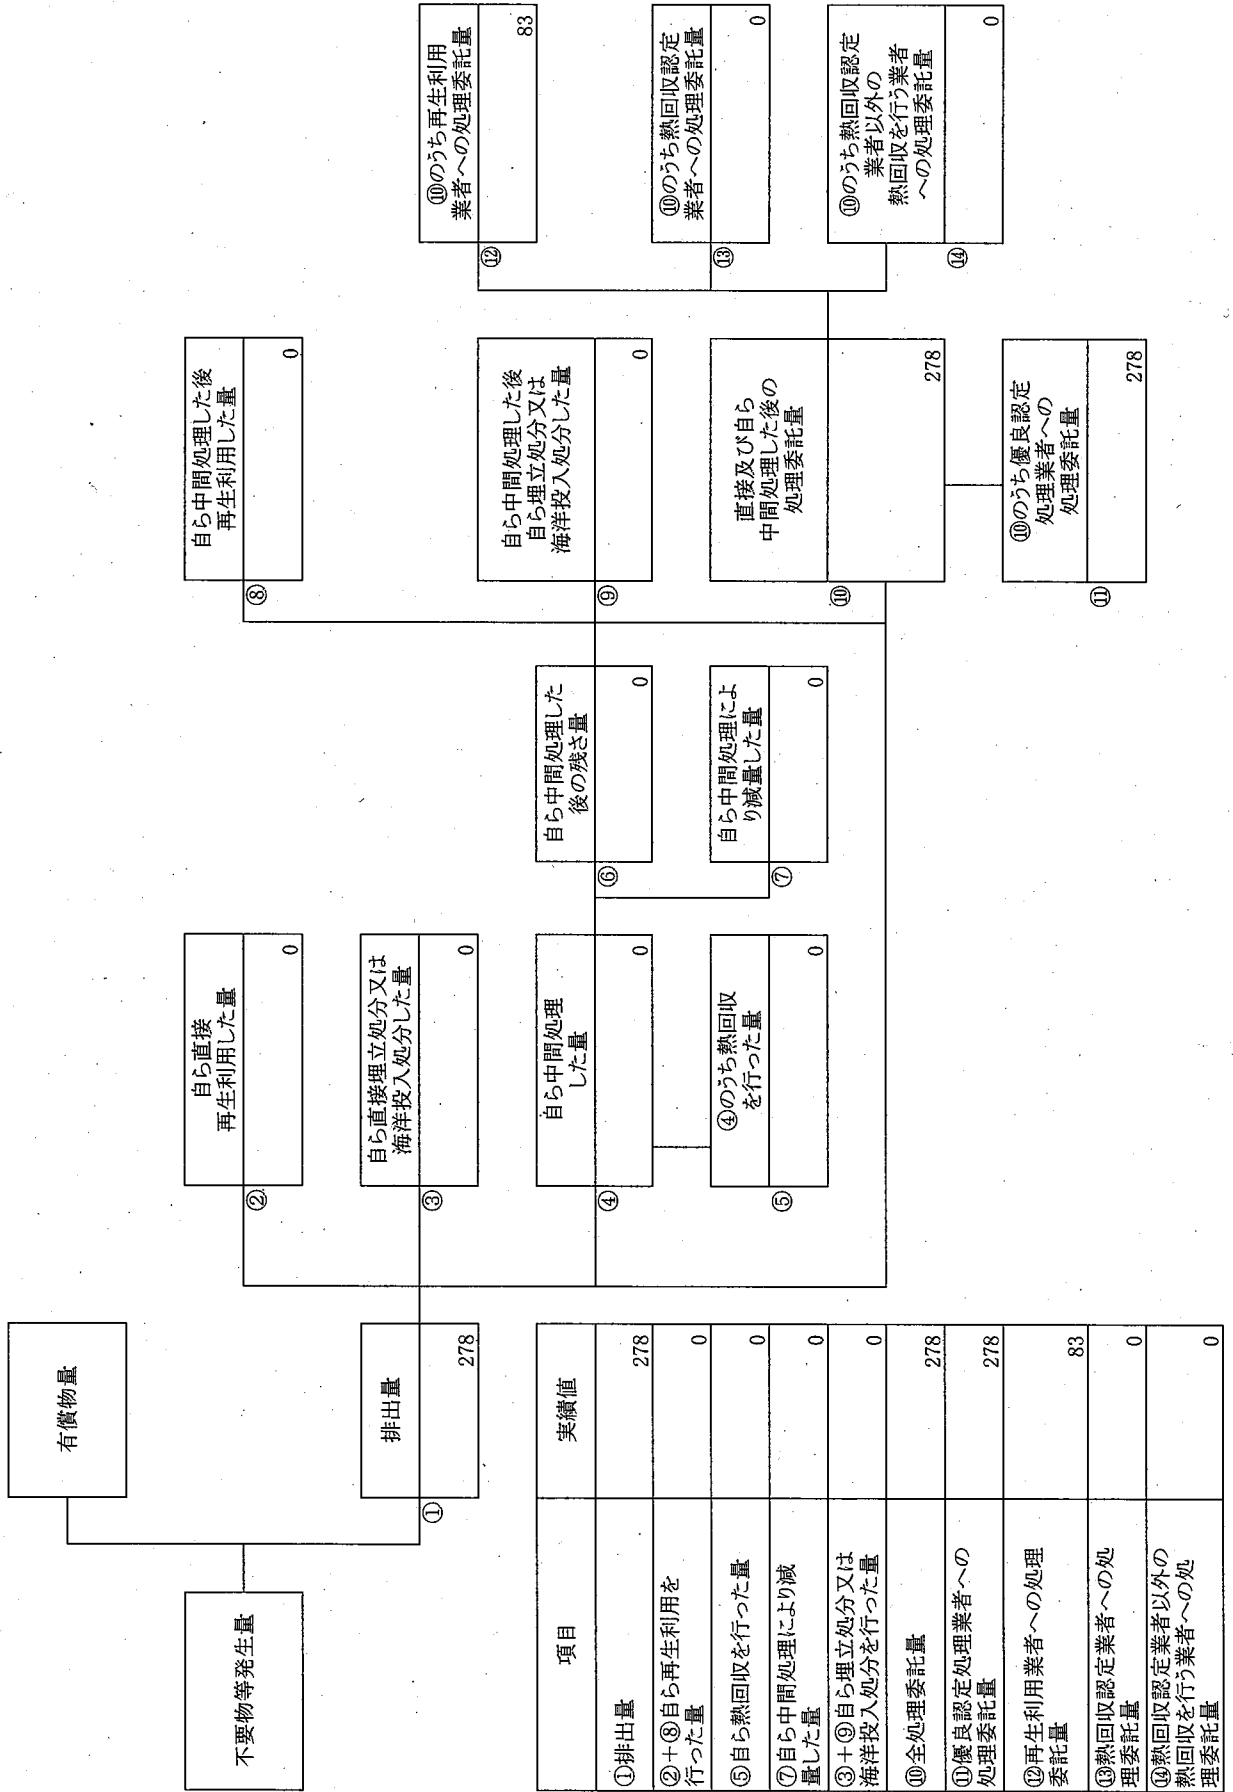 有償物量
不要物等発生量
排出量
①
278
自ら直接
再生利用した量
②
0
自ら直接埋立処分又は
海洋投入処分した量
③
0
自ら中間処理
した量
④
0
④のうち熱回収
を行った量
⑤
0
自ら中間処理した
後の残さ量
⑥
0
自ら中間処理によ
り減量した量
⑦
0
自ら中間処理した後
再生利用した量
⑧
0
自ら中間処理した後
自ら埋立処分又は
海洋投入処分した量
⑨
0
直接及び自ら
中間処理した後の
処理委託量
⑩
278
⑩のうち優良認定
処理業者への
処理委託量
⑪
278
⑩のうち再生利用
業者への処理委託量
⑫
83
⑩のうち熱回収認定
業者への処理委託量
⑬
0
⑩のうち熱回収認定
業者以外の
熱回収を行う業者
への処理委託量
⑭
0
項目 実績値
①排出量 278
②+⑧自ら再生利用を
行った量 0
⑤自ら熱回収を行った量 0
⑦自ら中間処理により減
量した量 0
③+⑨自ら埋立処分又は
海洋投入処分を行った量 0
⑩全処理委託量 278
⑪優良認定処理業者への
処理委託量 278
⑫再生利用業者への処理
委託量 83
⑬熱回収認定業者への処
理委託量 0
⑭熱回収認定業者以外の
熱回収を行う業者への処
理委託量 0